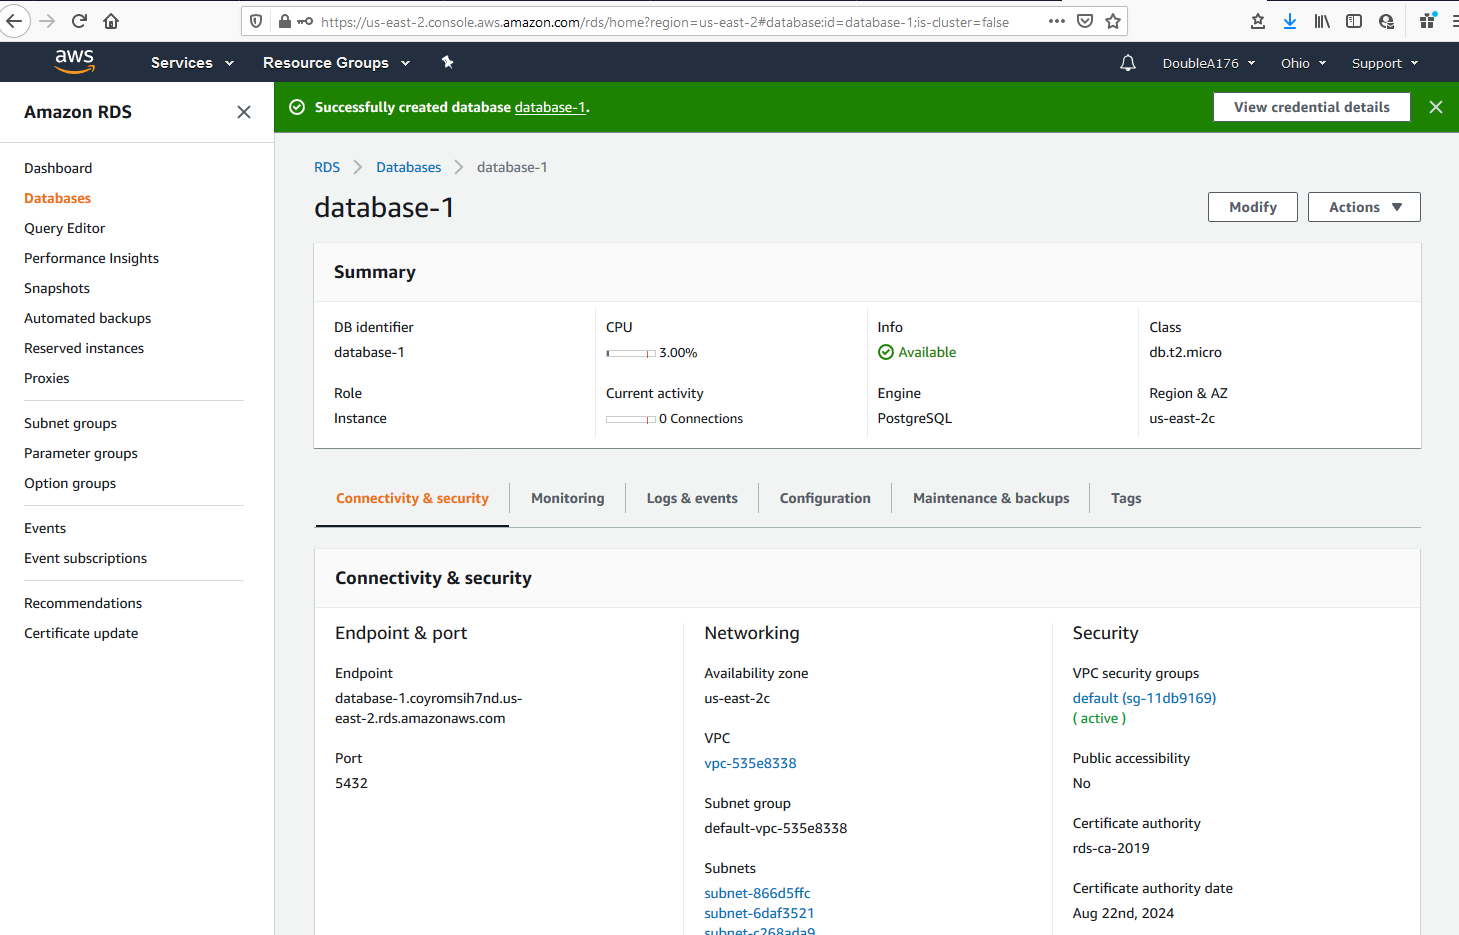 https://us-east-2.console.aws.amazon.com/rds/home?region=us-east-2#database:id=database-1;is-cluster=false
aws
Services
Resource Groups
DoubleA176
Ohio
Support
Amazon RDS
Successfully created database database-1.
View credential details
Dashboard
Databases
Query Editor
Performance Insights
Snapshots
Automated backups
Reserved instances
Proxies
Subnet groups
Parameter groups
Option groups
Events
Event subscriptions
Recommendations
Certificate update
RDS
Databases
database-1
database-1
Modify
Actions
Summary
DB identifier
database-1
CPU
3.00%
Info
Available
Class
db.t2.micro
Role
Instance
Current activity
0 Connections
Engine
PostgreSQL
Region & AZ
us-east-2c
Connectivity & security
Monitoring
Logs & events
Configuration
Maintenance & backups
Tags
Connectivity & security
Endpoint & port
Endpoint
database-1.coyromsih7nd.us-
east-2.rds.amazonaws.com
Port
5432
Networking
Availability zone
us-east-2c
VPC
vpc-535e8338
Subnet group
default-vpc-535e8338
Subnets
subnet-866d5ffc
subnet-6daf3521
subnet-c268ada9
Security
VPC security groups
default (sg-11db9169)
( active )
Public accessibility
No
Certificate authority
rds-ca-2019
Certificate authority date
Aug 22nd, 2024